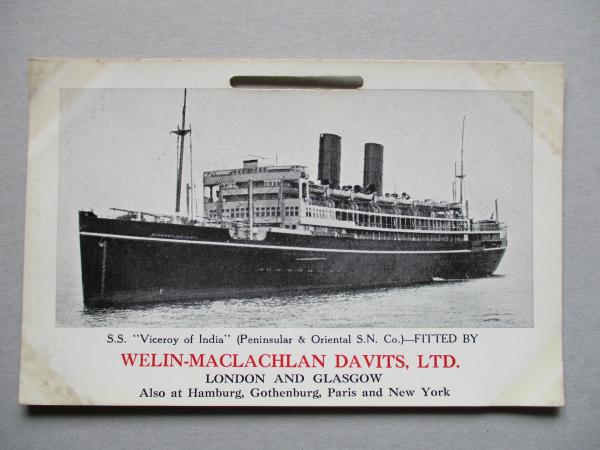 S.S. "Viceroy of India" (Peninsular & Oriental S.N. Co.)—FITTED BY
WELIN-MACLACHLAN DAVITS, LTD.
LONDON AND GLASGOW
Also at Hamburg, Gothenburg, Paris and New York